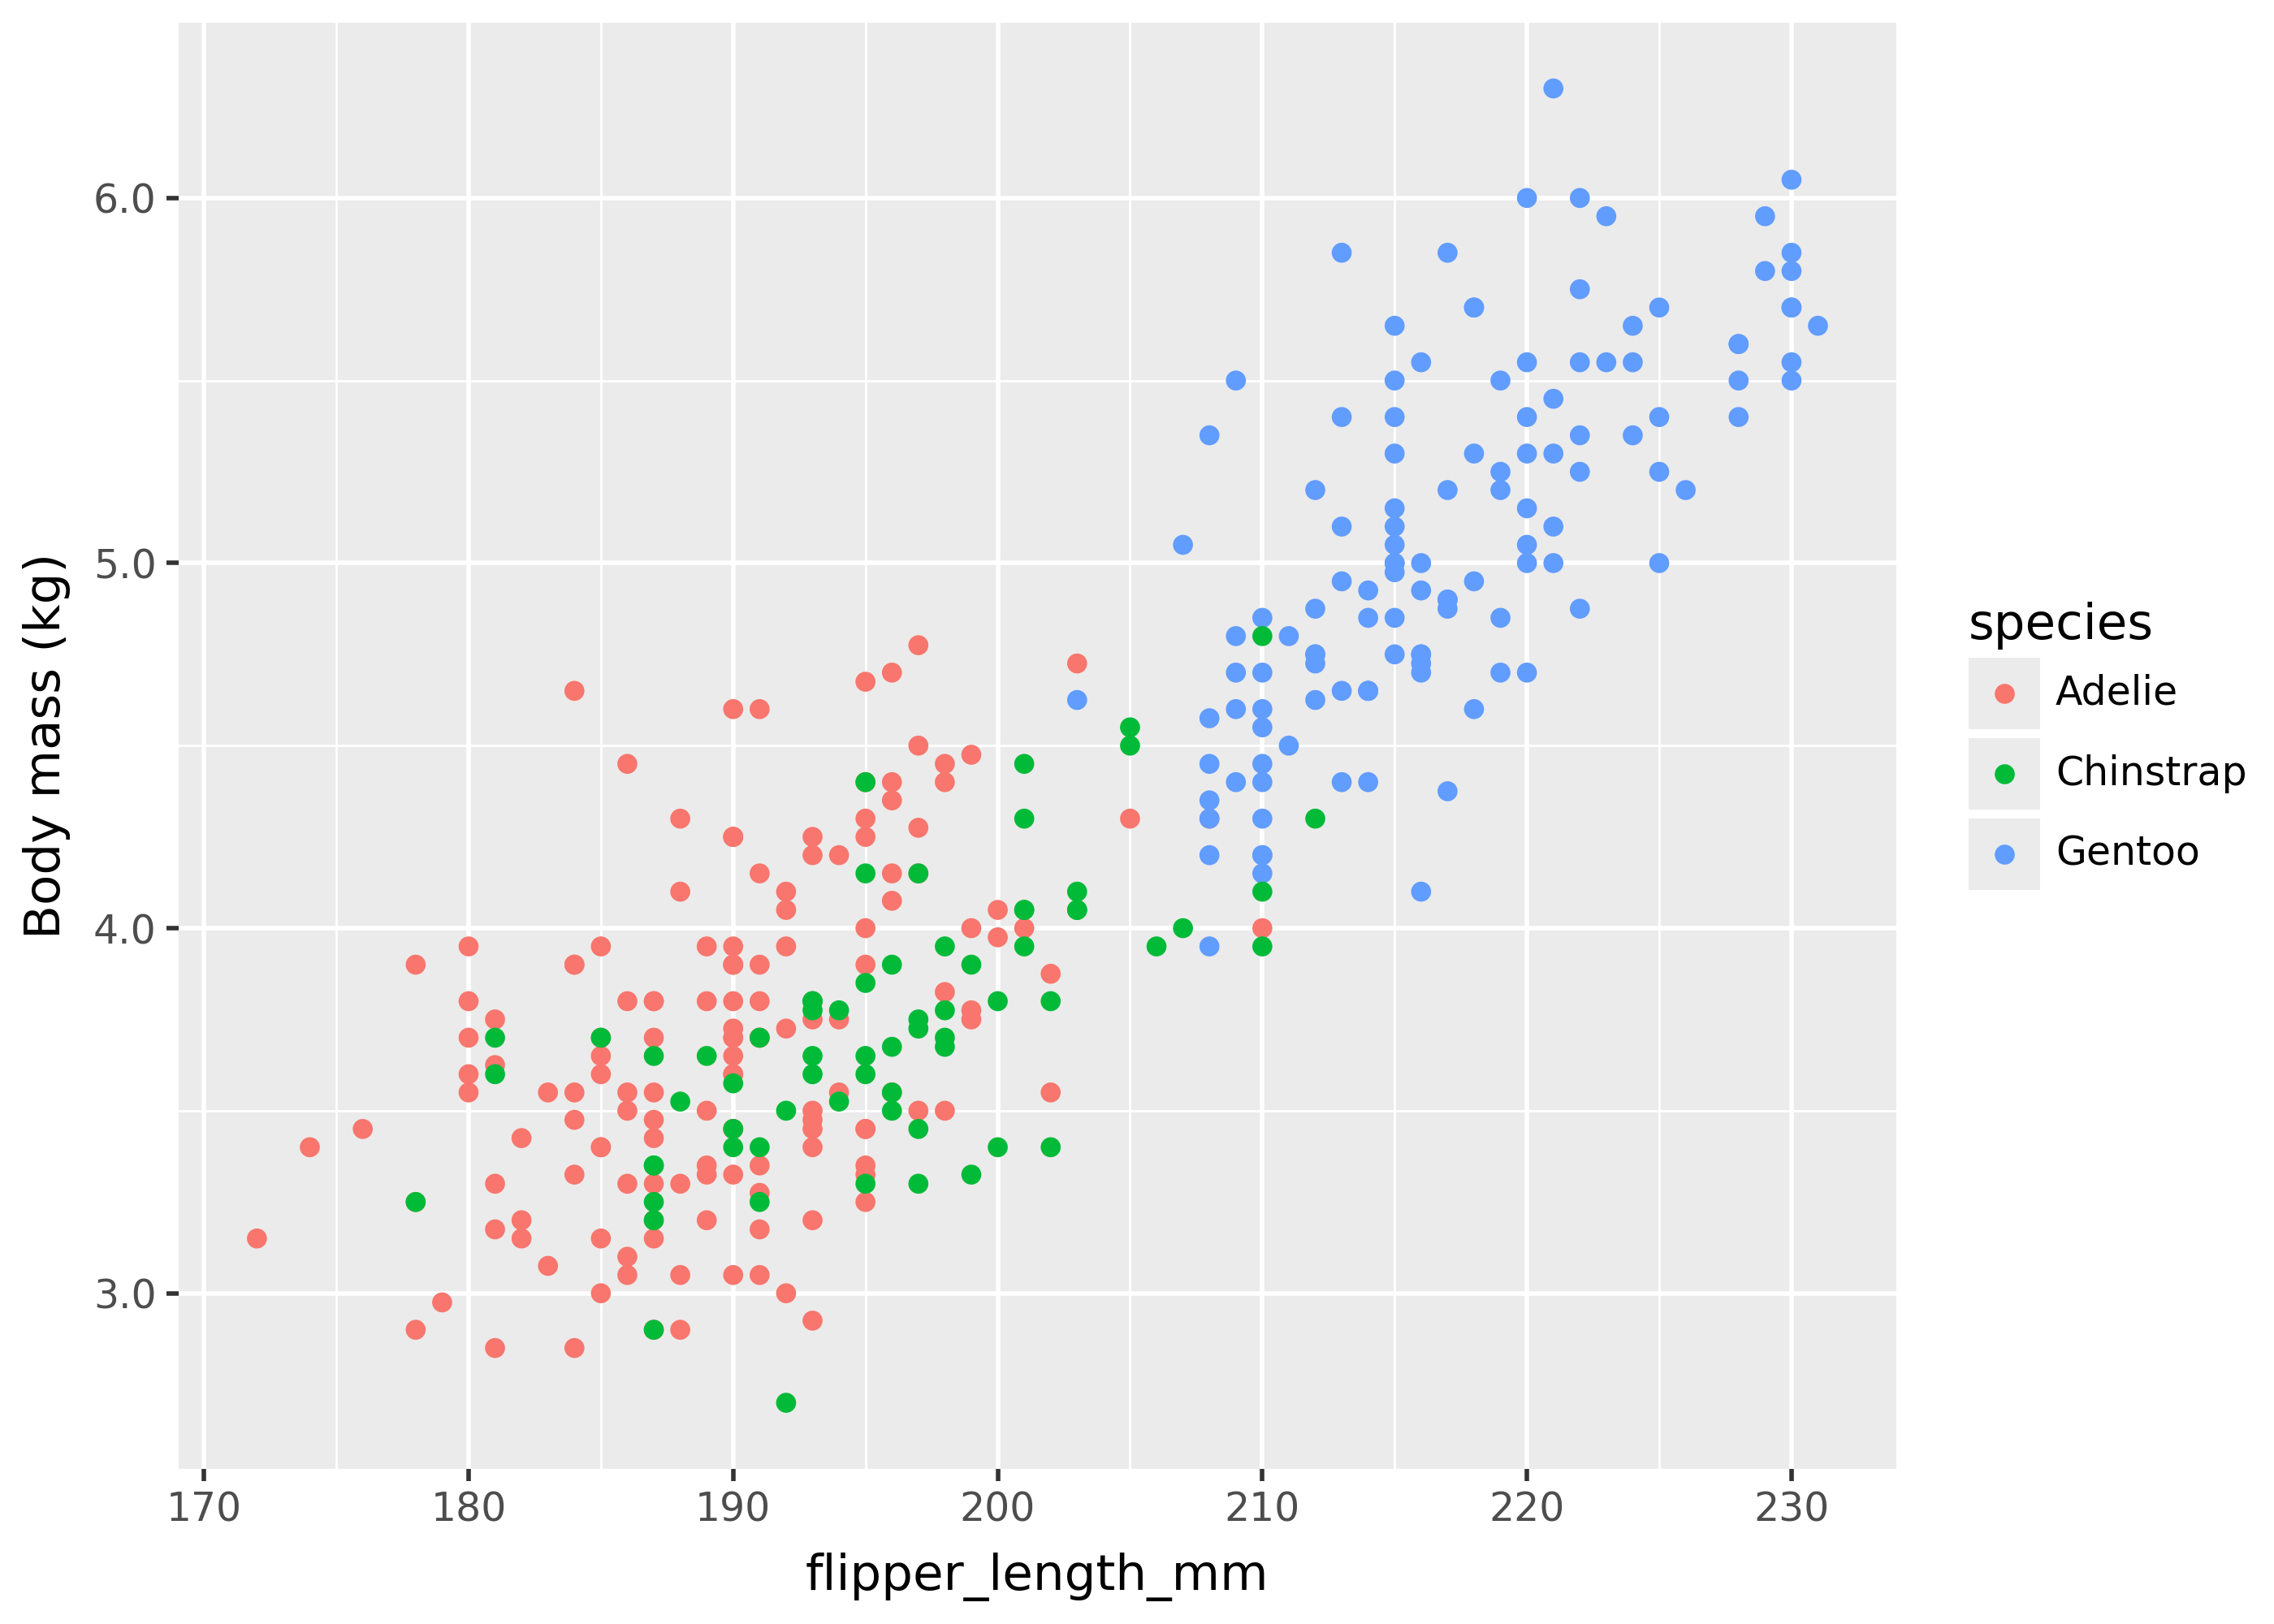 6.0
5.0
4.0
3.0
Body mass (kg)
170 180 190 200 210 220 230
flipper_length_mm
species
Adelie
Chinstrap
Gentoo